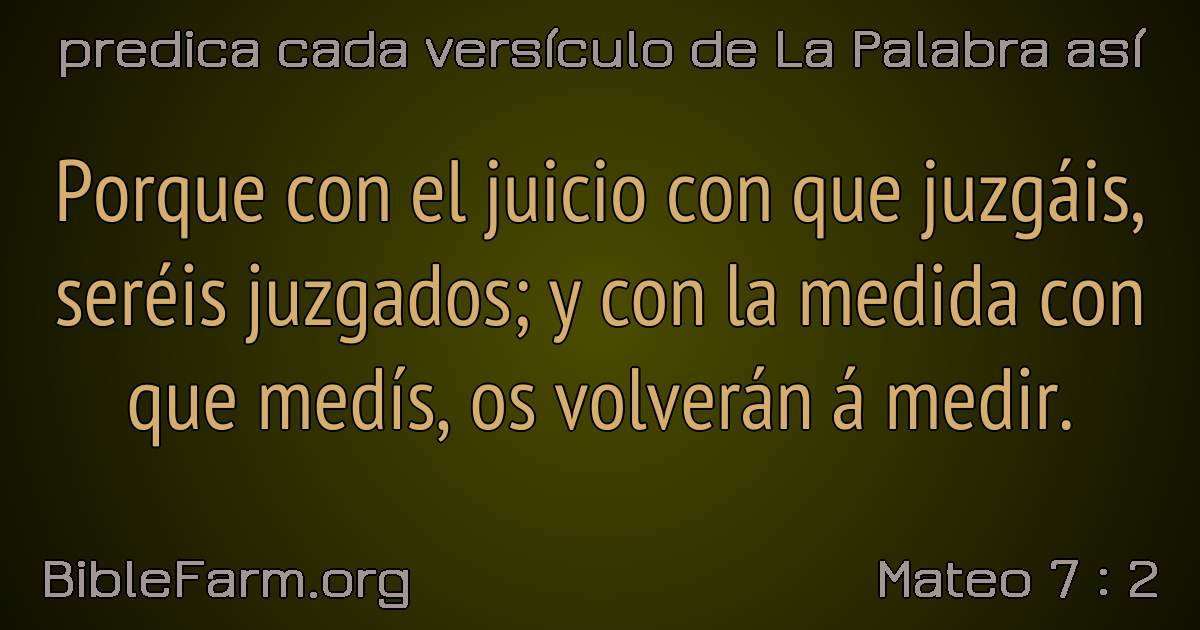 predica cada versículo de La Palabra así
Porque con el juicio con que juzgáis,
seréis juzgados; y con la medida con
que medís, os volverán á medir.
BibleFarm.org
Mateo 7 : 2